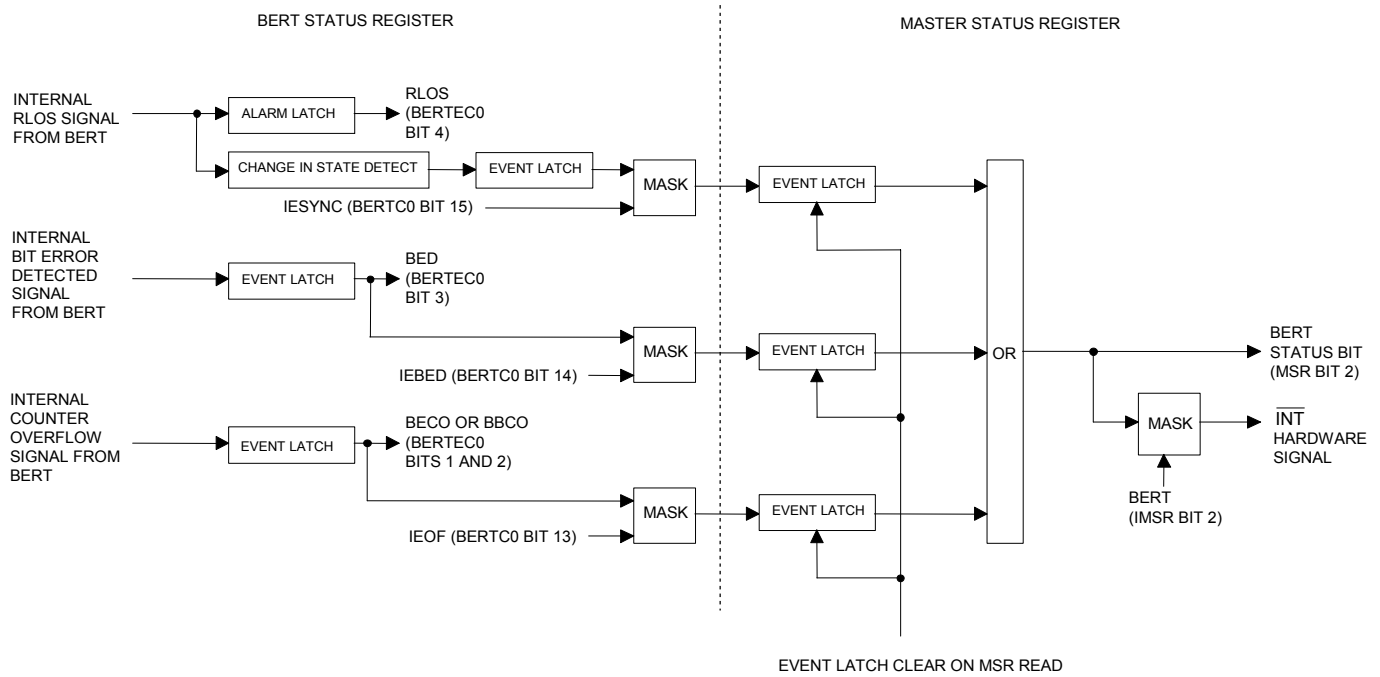 BERT STATUS REGISTER
MASTER STATUS REGISTER
INTERNAL
RLOS SIGNAL
FROM BERT
ALARM LATCH
RLOS
(BERTEC0
BIT 4)
CHANGE IN STATE DETECT
EVENT LATCH
MASK
EVENT LATCH
IESYNC (BERTC0 BIT 15)
INTERNAL
BIT ERROR
DETECTED
SIGNAL
FROM BERT
EVENT LATCH
BED
(BERTEC0
BIT 3)
MASK
EVENT LATCH
IEBED (BERTC0 BIT 14)
OR
BERT
STATUS BIT
(MSR BIT 2)
MASK
INT
HARDWARE
SIGNAL
BERT
(IMSR BIT 2)
INTERNAL
COUNTER
OVERFLOW
SIGNAL FROM
BERT
EVENT LATCH
BECO OR BBCO
(BERTEC0
BITS 1 AND 2)
MASK
EVENT LATCH
IEOF (BERTC0 BIT 13)
EVENT LATCH CLEAR ON MSR READ